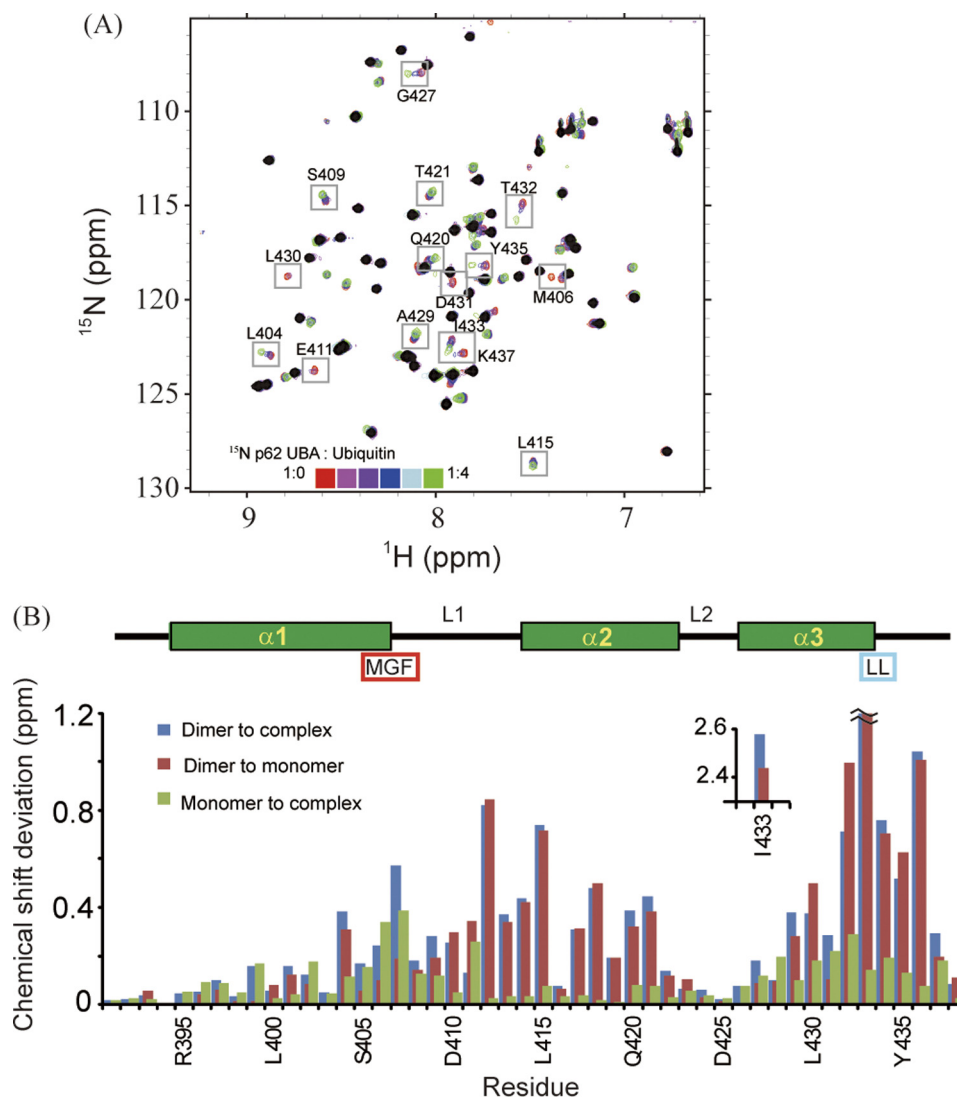 (A)
G427
S409
T421
T432
L430
Q420
Y435
D431
M406
A429
I433
L404
E411
K437
L415
¹⁵N p62 UBA : Ubiquitin
1:0
1:4
110
115
120
125
130
¹⁵N (ppm)
9
8
7
¹H (ppm)
(B)
α1
L1
α2
L2
α3
MGF
LL
Chemical shift deviation (ppm)
1.2
0.8
0.4
0
Dimer to complex
Dimer to monomer
Monomer to complex
2.6
2.4
I433
R395
L400
S405
D410
L415
Q420
D425
L430
Y435
Residue